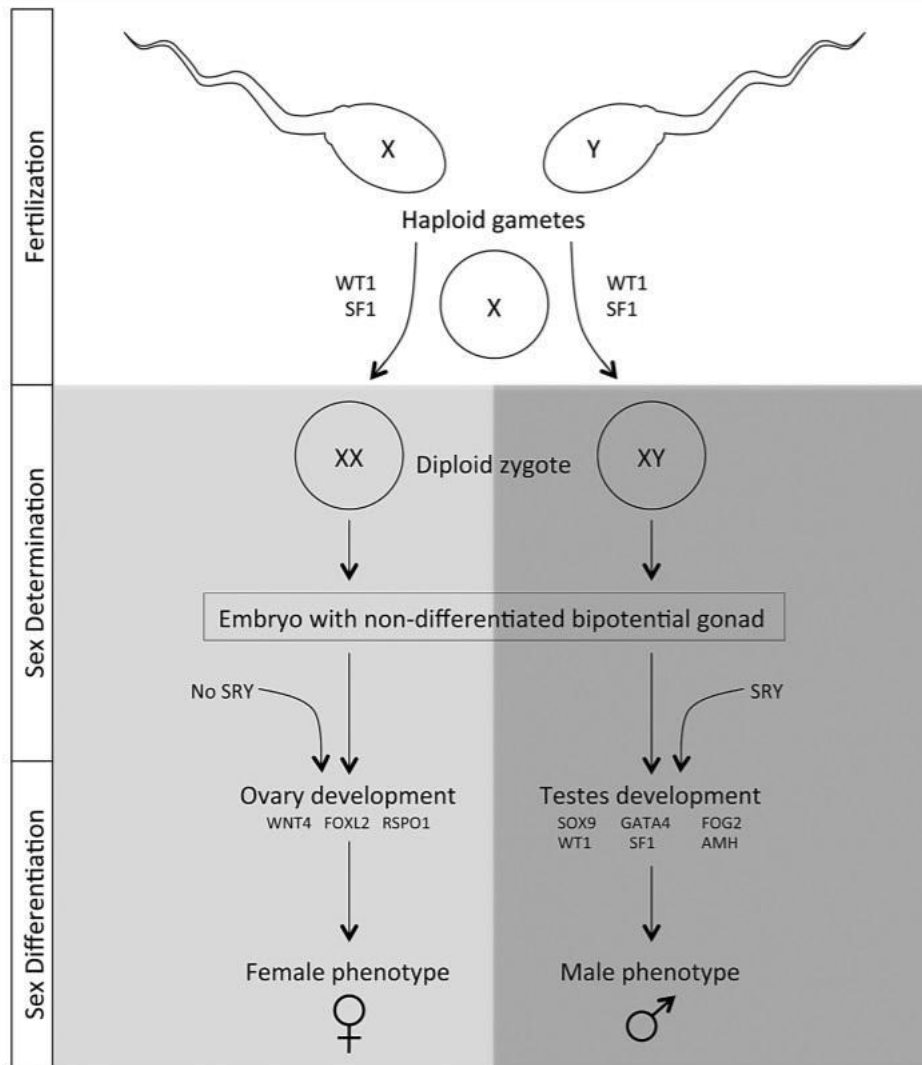 Fertilization
X
Y
Haploid gametes
WT1
SF1
X
WT1
SF1
Sex Determination
XX
Diploid zygote
XY
Embryo with non-differentiated bipotential gonad
No SRY
SRY
Sex Differentiation
Ovary development
WNT4 FOXL2 RSPO1
Testes development
SOX9 GATA4 FOG2
WT1 SF1 AMH
Female phenotype
Male phenotype